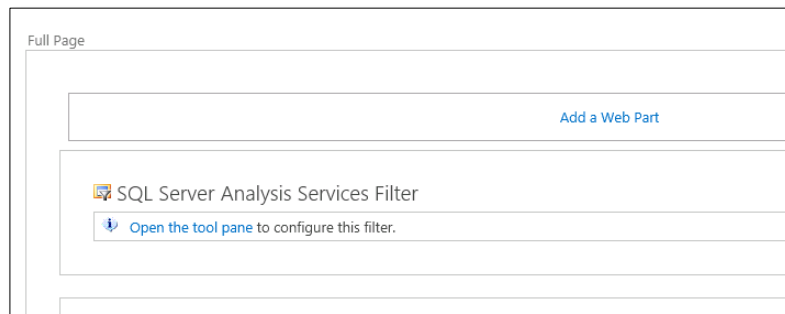 Full Page
Add a Web Part
SQL Server Analysis Services Filter
Open the tool pane to configure this filter.